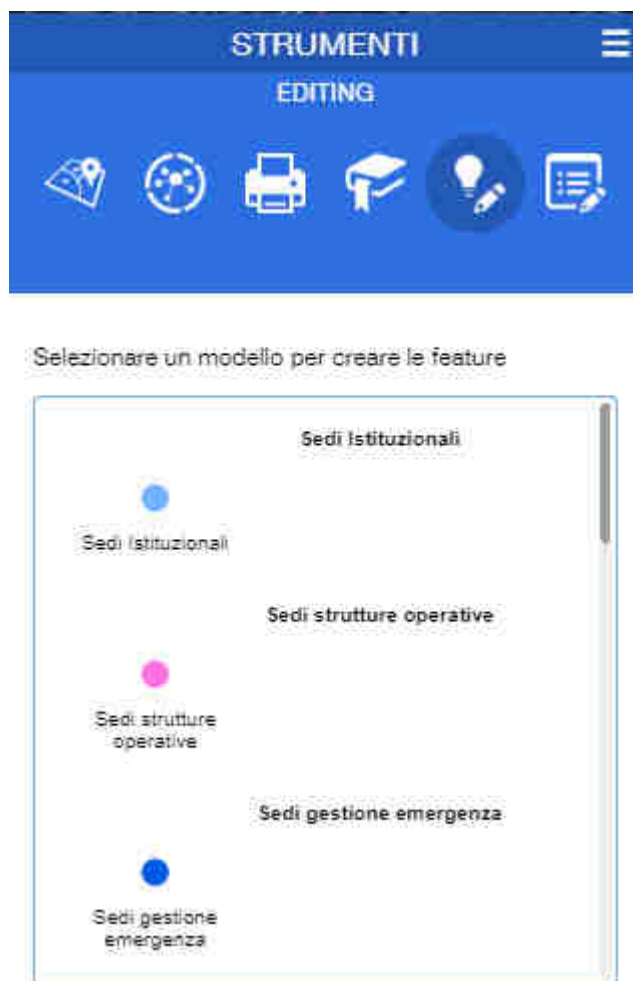 STRUMENTI
EDITING
Selezionare un modello per creare le feature
Sedi Istituzionali
Sedi Istituzionali
Sedi strutture operative
Sedi strutture
operative
Sedi gestione emergenza
Sedi gestione
emergenza